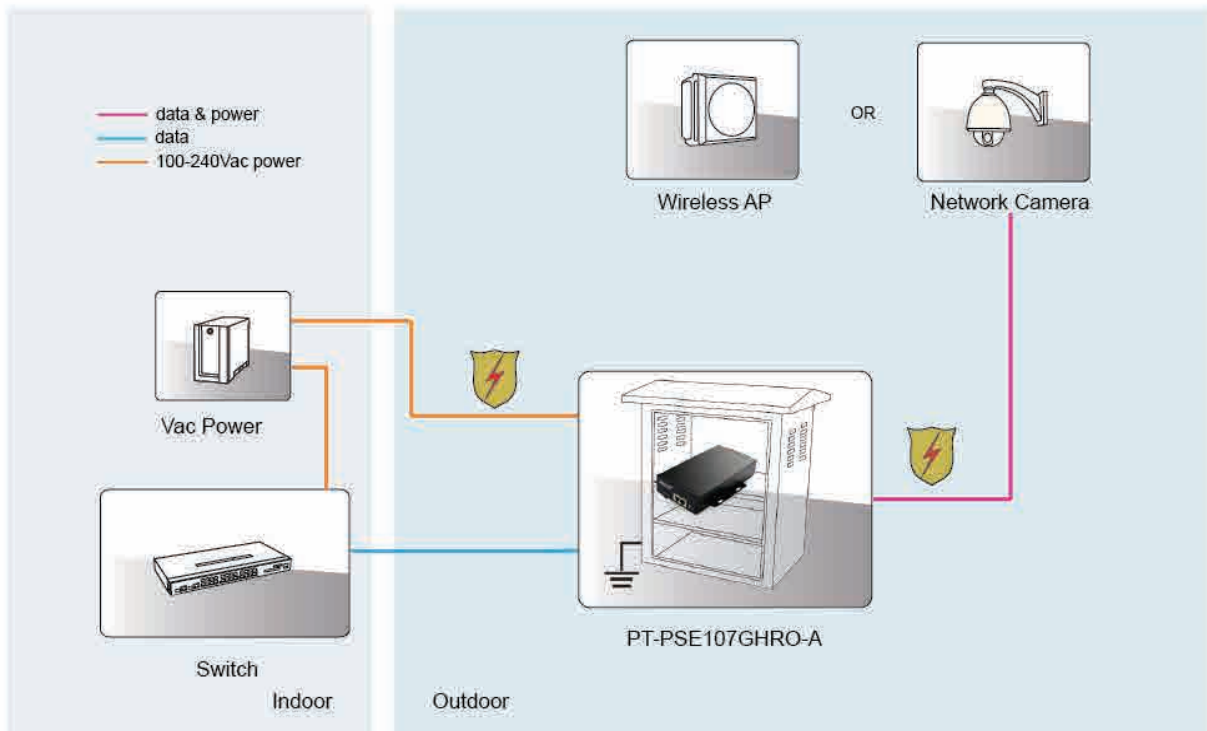 data & power
data
100-240Vac power
Wireless AP
OR
Network Camera
Vac Power
Switch
PT-PSE107GHRO-A
Indoor
Outdoor